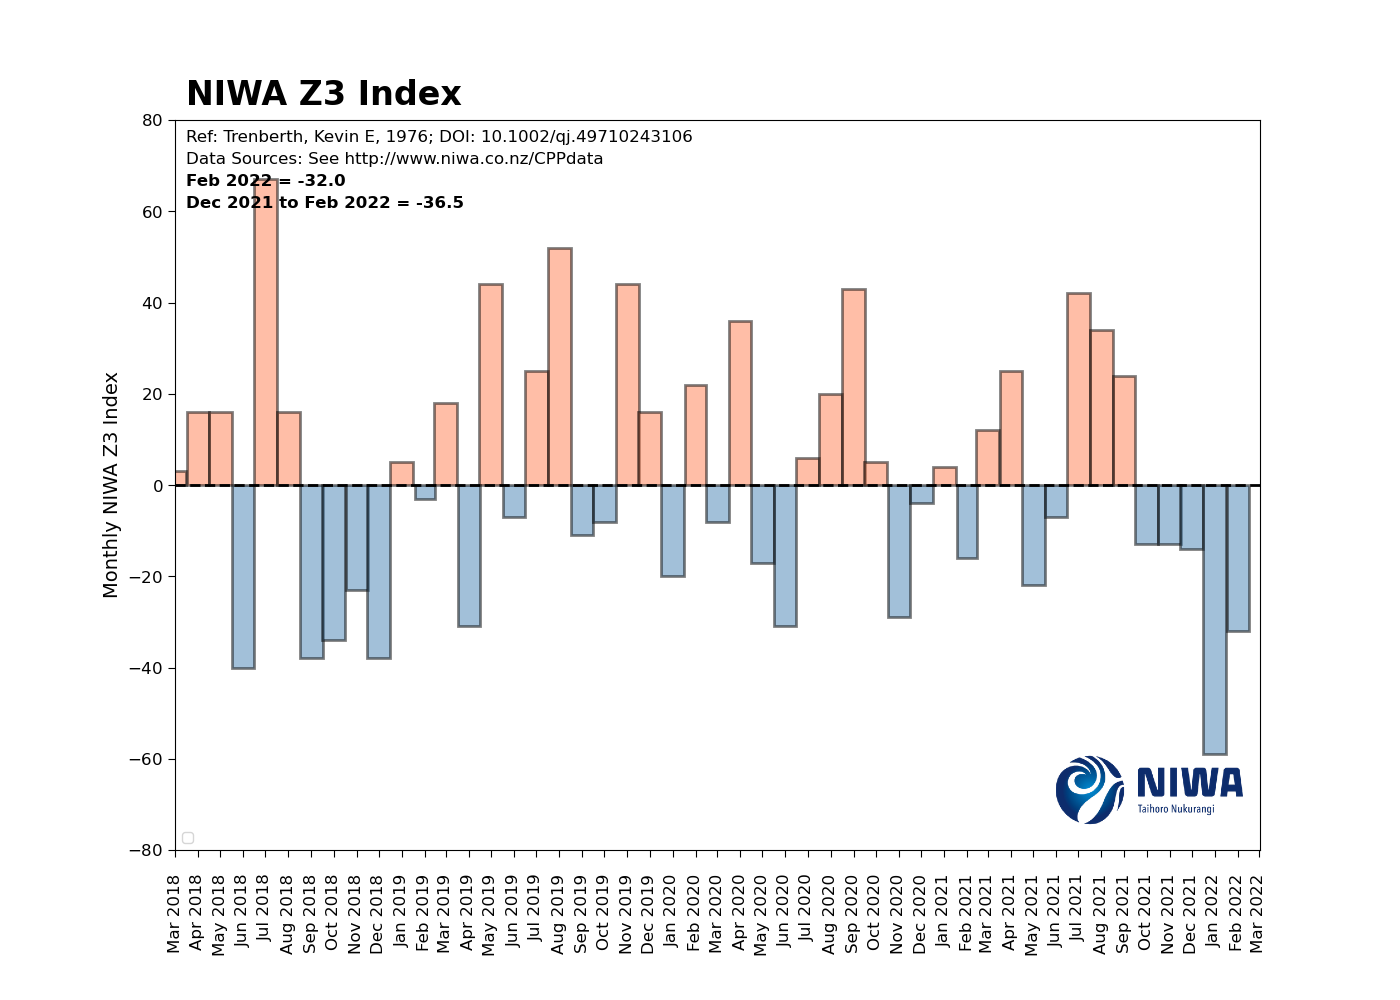 NIWA Z3 Index
Ref: Trenberth, Kevin E, 1976; DOI: 10.1002/qj.49710243106
Data Sources: See http://www.niwa.co.nz/CPPdata
Feb 2022 = -32.0
Dec 2021 to Feb 2022 = -36.5
Monthly NIWA Z3 Index
80
60
40
20
0
−20
−40
−60
−80
NIWA
Taihoro Nukurangi
Mar 2018
Apr 2018
May 2018
Jun 2018
Jul 2018
Aug 2018
Sep 2018
Oct 2018
Nov 2018
Dec 2018
Jan 2019
Feb 2019
Mar 2019
Apr 2019
May 2019
Jun 2019
Jul 2019
Aug 2019
Sep 2019
Oct 2019
Nov 2019
Dec 2019
Jan 2020
Feb 2020
Mar 2020
Apr 2020
May 2020
Jun 2020
Jul 2020
Aug 2020
Sep 2020
Oct 2020
Nov 2020
Dec 2020
Jan 2021
Feb 2021
Mar 2021
Apr 2021
May 2021
Jun 2021
Jul 2021
Aug 2021
Sep 2021
Oct 2021
Nov 2021
Dec 2021
Jan 2022
Feb 2022
Mar 2022